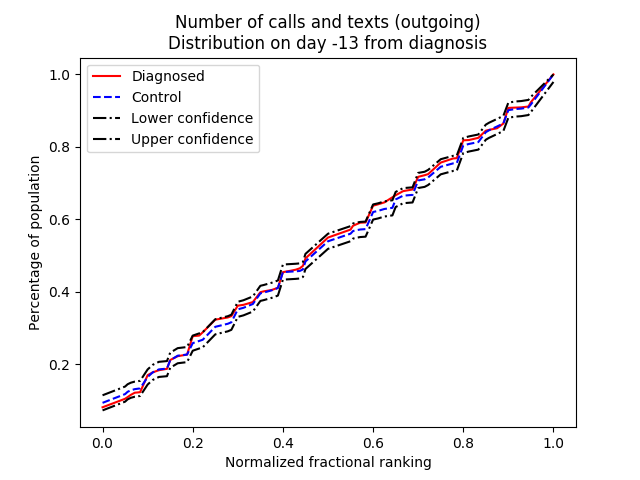 Number of calls and texts (outgoing)
Distribution on day -13 from diagnosis
Diagnosed
Control
Lower confidence
Upper confidence
Percentage of population
1.0
0.8
0.6
0.4
0.2
0.0 0.2 0.4 0.6 0.8 1.0
Normalized fractional ranking